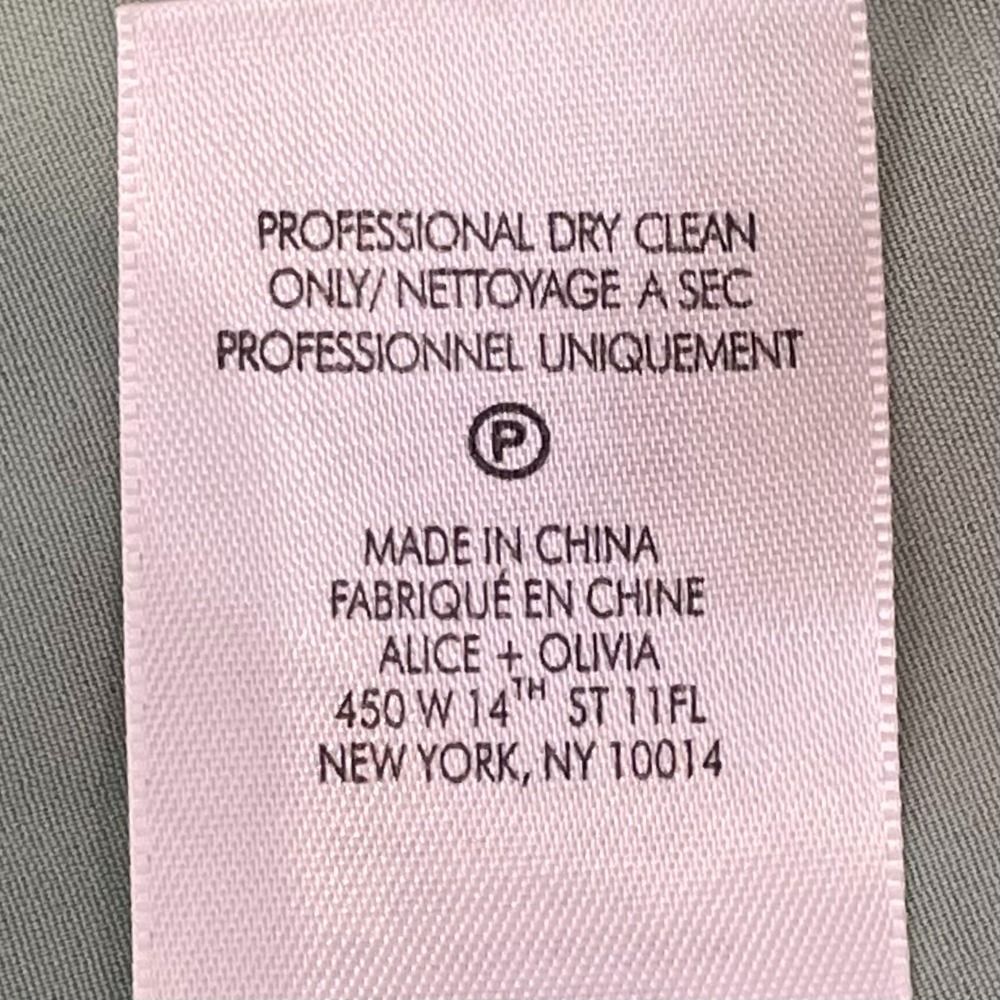 PROFESSIONAL DRY CLEAN
ONLY/ NETTOYAGE A SEC
PROFESSIONNEL UNIQUEMENT
P
MADE IN CHINA
FABRIQUÉ EN CHINE
ALICE + OLIVIA
450 W 14TH ST 11FL
NEW YORK, NY 10014